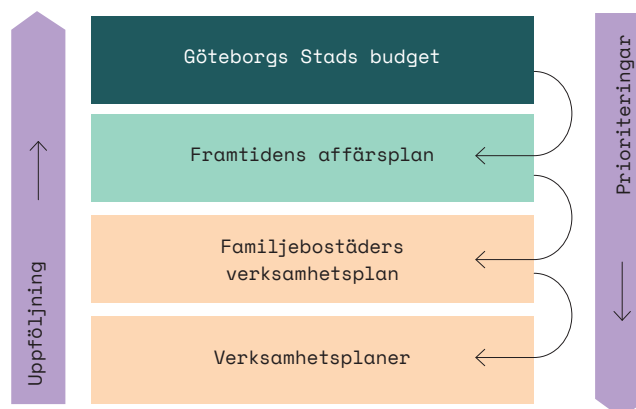 Göteborgs Stads budget
Framtidens affärsplan
Familjebostäders
verksamhetsplan
Verksamhetsplaner
Uppföljning
Prioriteringar